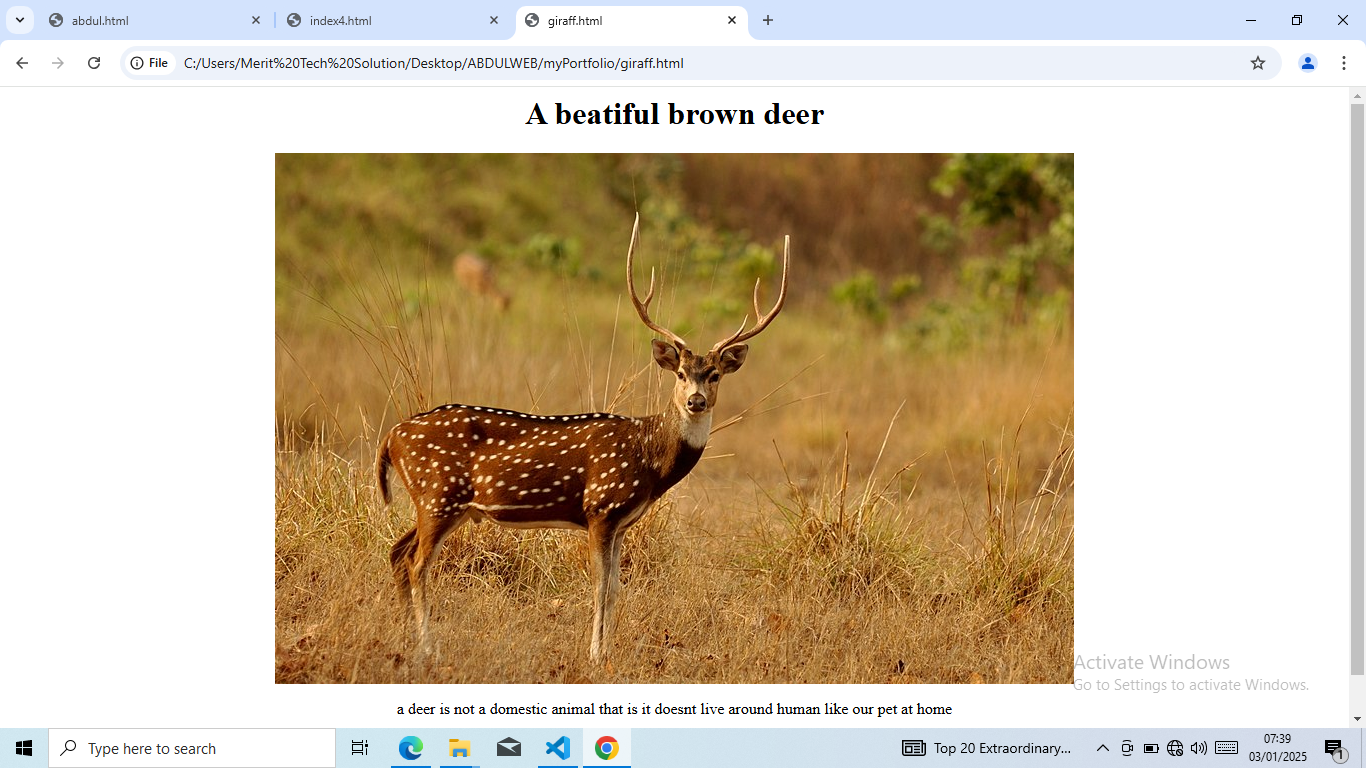 abdul.html
index4.html
giraff.html
File
C:/Users/Merit%20Tech%20Solution/Desktop/ABDULWEB/myPortfolio/giraff.html
A beatiful brown deer
Activate Windows
Go to Settings to activate Windows.
a deer is not a domestic animal that is it doesnt live around human like our pet at home
Type here to search
Top 20 Extraordinary...
07:39
03/01/2025
1